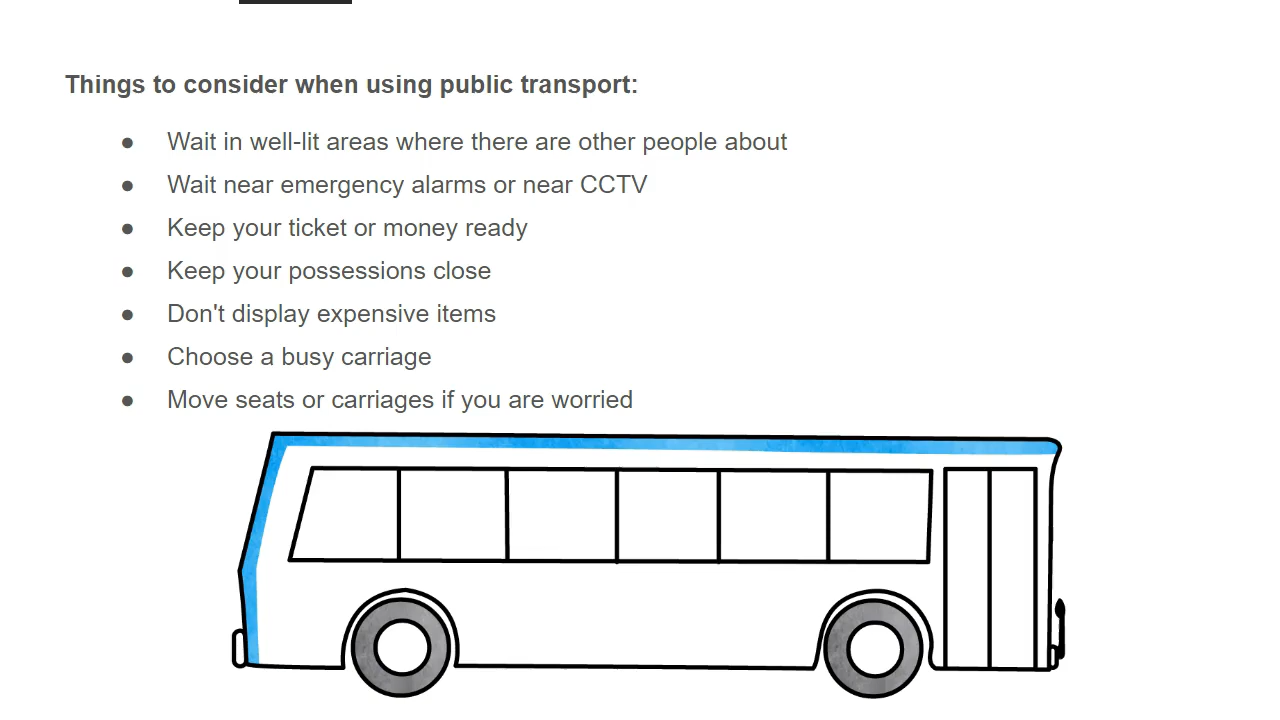 Things to consider when using public transport:
● Wait in well-lit areas where there are other people about
● Wait near emergency alarms or near CCTV
● Keep your ticket or money ready
● Keep your possessions close
● Don't display expensive items
● Choose a busy carriage
● Move seats or carriages if you are worried